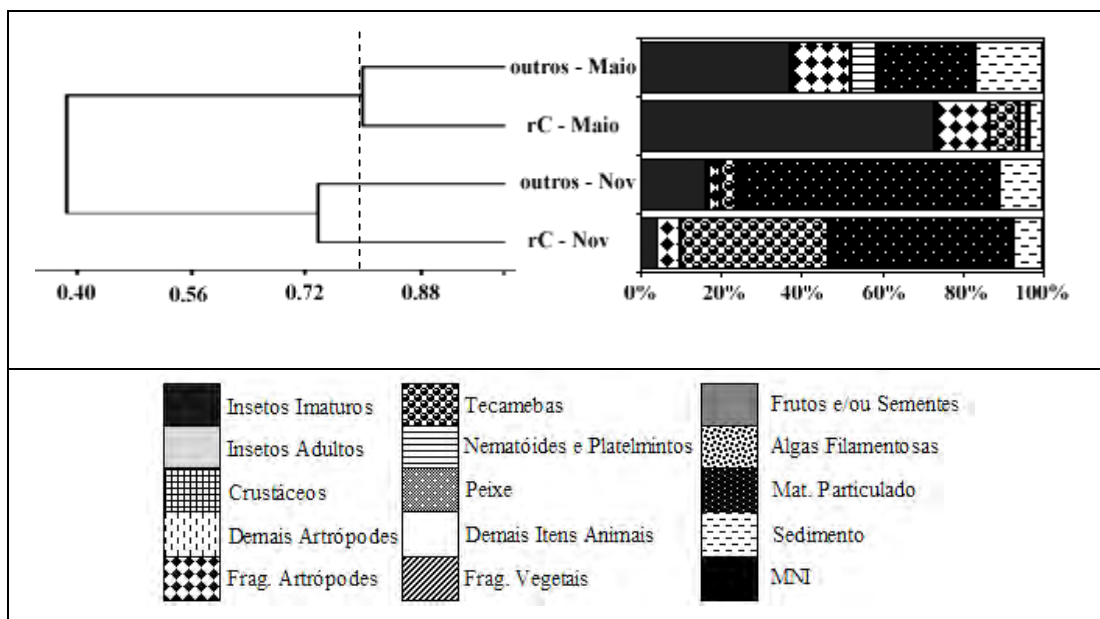 outros - Maio
rC - Maio
outros - Nov
rC - Nov
0.40 0.56 0.72 0.88
0% 20% 40% 60% 80% 100%
Insetos Imaturos
Insetos Adultos
Crustáceos
Demais Artrópodes
Frag. Artrópodes
Tecamebas
Nematóides e Platelmintos
Peixe
Demais Itens Animais
Frag. Vegetais
Frutos e/ou Sementes
Algas Filamentosas
Mat. Particulado
Sedimento
MNI